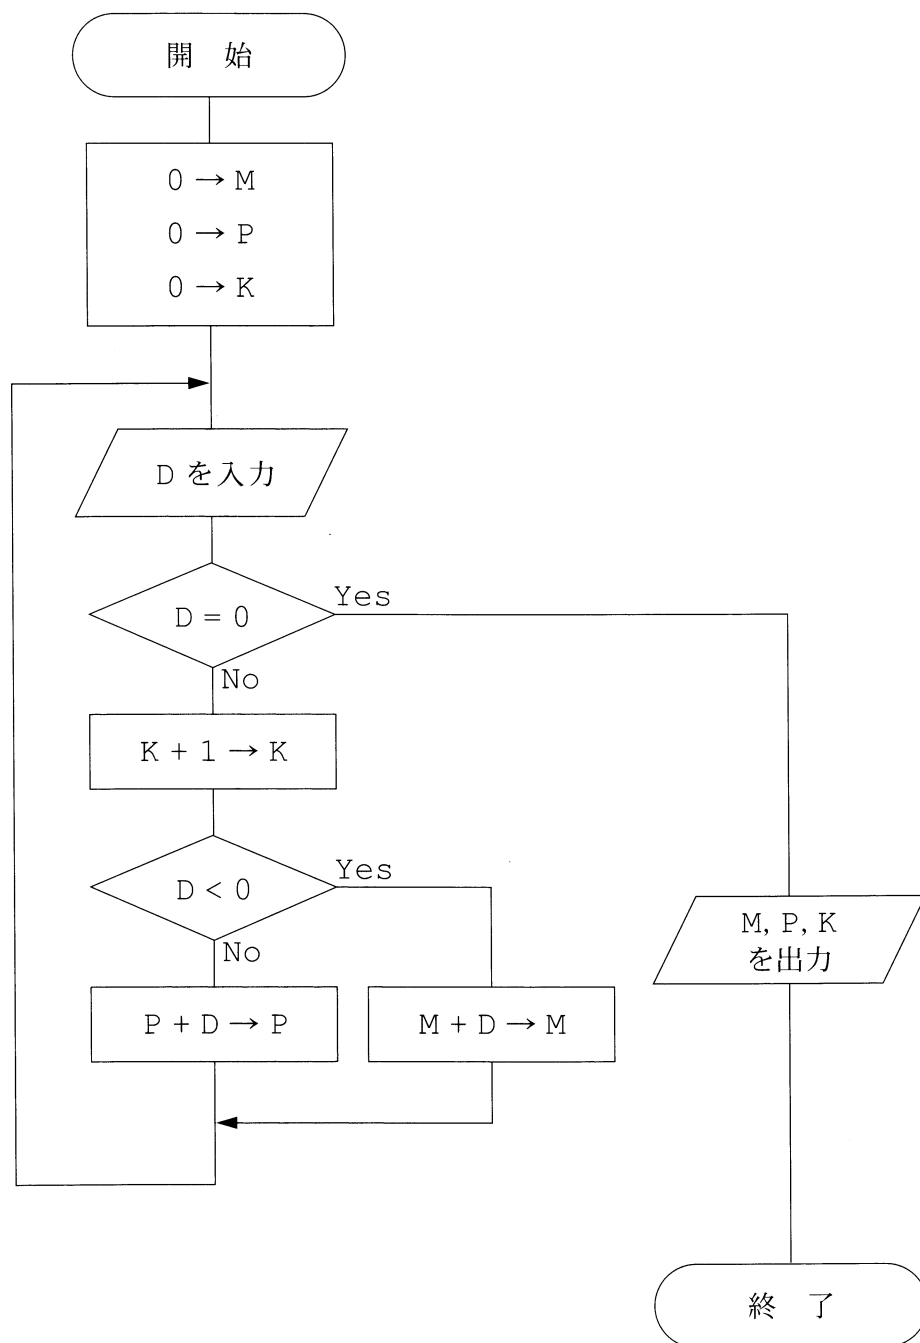 開 始
0 → M
0 → P
0 → K
D を入力
D = 0
Yes
No
K + 1 → K
D < 0
Yes
No
P + D → P
M + D → M
M, P, K
を出力
終 了